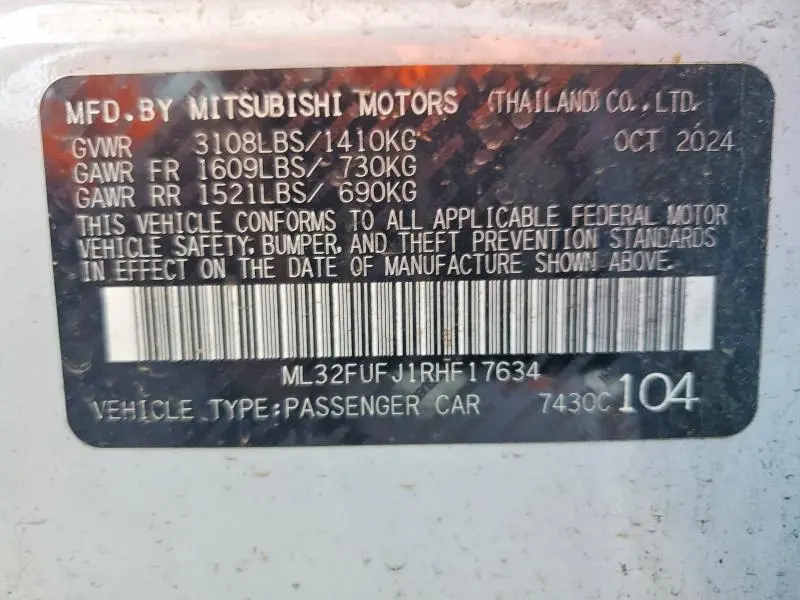 MFD. BY MITSUBISHI MOTORS (THAILAND) CO., LTD.
GVWR 3108LBS/1410KG OCT 2024
GAWR FR 1609LBS/ 730KG
GAWR RR 1521LBS/ 690KG
THIS VEHICLE CONFORMS TO ALL APPLICABLE FEDERAL MOTOR
VEHICLE SAFETY, BUMPER, AND THEFT PREVENTION STANDARDS
IN EFFECT ON THE DATE OF MANUFACTURE SHOWN ABOVE.
ML32FUFJ1RHF17634
VEHICLE TYPE:PASSENGER CAR 7430C 104